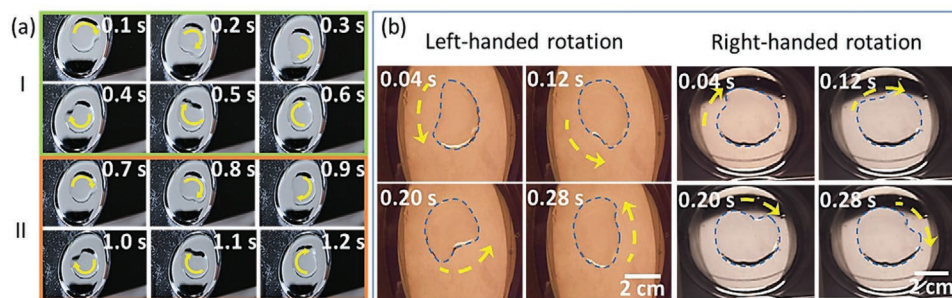 (a)
I
0.1 s
0.2 s
0.3 s
0.4 s
0.5 s
0.6 s
II
0.7 s
0.8 s
0.9 s
1.0 s
1.1 s
1.2 s
(b)
Left-handed rotation
0.04 s
0.12 s
0.20 s
0.28 s
2 cm
Right-handed rotation
0.04 s
0.12 s
0.20 s
0.28 s
2 cm